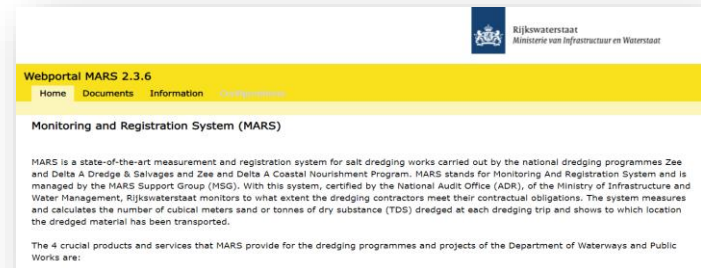 Rijkswaterstaat
Ministerie van Infrastructuur en Waterstaat
Webportal MARS 2.3.6
Home Documents Information
Monitoring and Registration System (MARS)
MARS is a state-of-the-art measurement and registration system for salt dredging works carried out by the national dredging programmes Zee
and Delta A Dredge & Salvages and Zee and Delta A Coastal Nourishment Program. MARS stands for Monitoring And Registration System and is
managed by the MARS Support Group (MSG). With this system, certified by the National Audit Office (ADR), of the Ministry of Infrastructure and
Water Management, Rijkswaterstaat monitors to what extent the dredging contractors meet their contractual obligations. The system measures
and calculates the number of cubical meters sand or tonnes of dry substance (TDS) dredged at each dredging trip and shows to which location
the dredged material has been transported.
The 4 crucial products and services that MARS provide for the dredging programmes and projects of the Department of Waterways and Public
Works are: